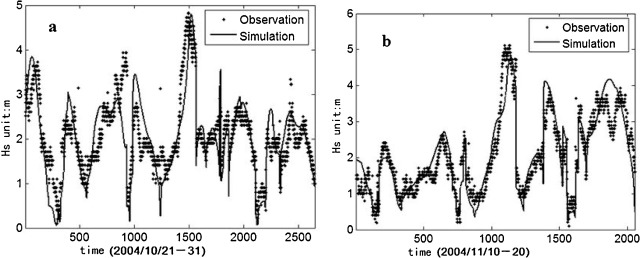 a
Observation
Simulation
5
4
3
2
1
0
Hs unit:m
500
1000
1500
2000
2500
time (2004/10/21－31)
b
Observation
Simulation
6
5
4
3
2
1
0
Hs unit:m
0
500
1000
1500
2000
time (2004/11/10－20)